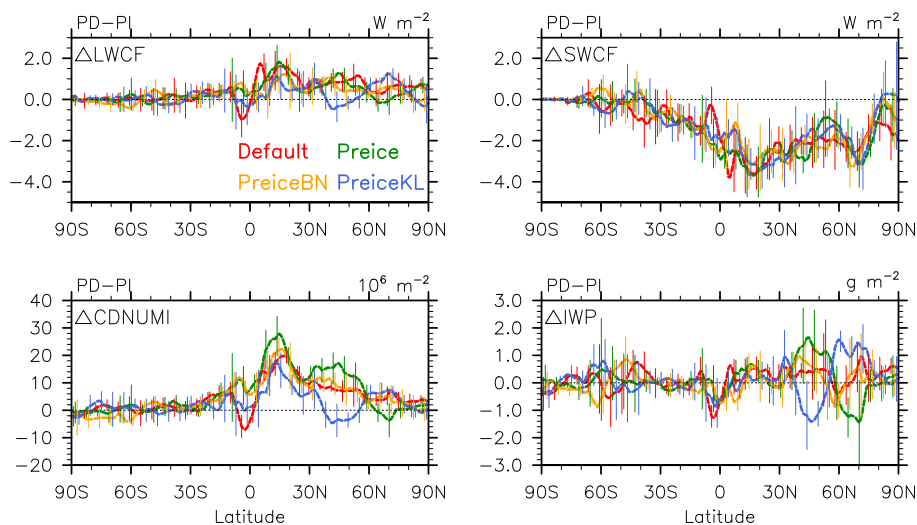 PD−PI W m⁻²
△LWCF
2.0
0.0
−2.0
−4.0
Default Preice
PreiceBN PreiceKL
90S 60S 30S 0 30N 60N 90N
PD−PI W m⁻²
△SWCF
2.0
0.0
−2.0
−4.0
90S 60S 30S 0 30N 60N 90N
PD−PI 10⁶ m⁻²
△CDNUMI
40
30
20
10
0
−10
−20
90S 60S 30S 0 30N 60N 90N
Latitude
PD−PI g m⁻²
△IWP
3.0
2.0
1.0
0.0
−1.0
−2.0
−3.0
90S 60S 30S 0 30N 60N 90N
Latitude